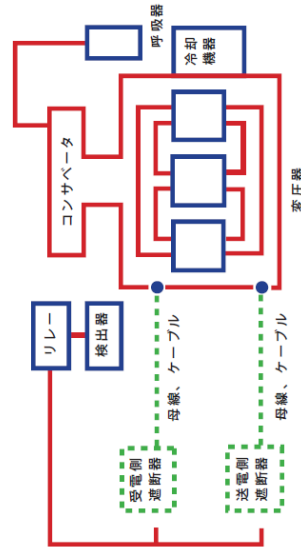 呼吸器
冷却
機器
コンサベータ
変圧器
リレー
検出器
母線、ケーブル
母線、ケーブル
受電側
遮断器
送電側
遮断器